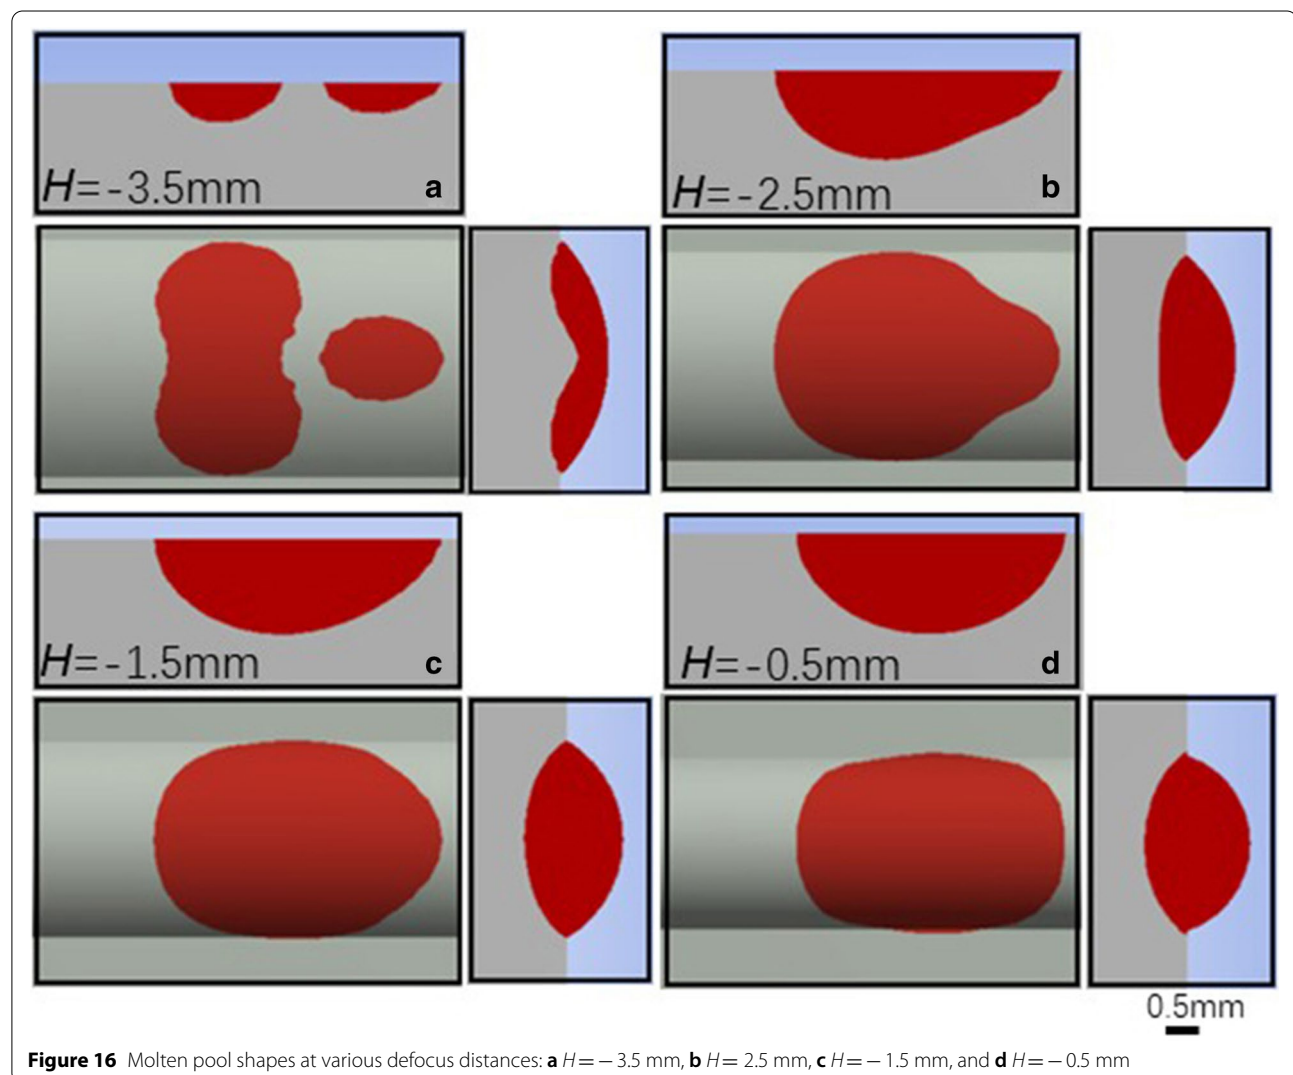 H=-3.5mm a
H=-2.5mm b
H=-1.5mm c
H=-0.5mm d
0.5mm
Figure 16 Molten pool shapes at various defocus distances: a H = − 3.5 mm, b H = 2.5 mm, c H = − 1.5 mm, and d H = − 0.5 mm